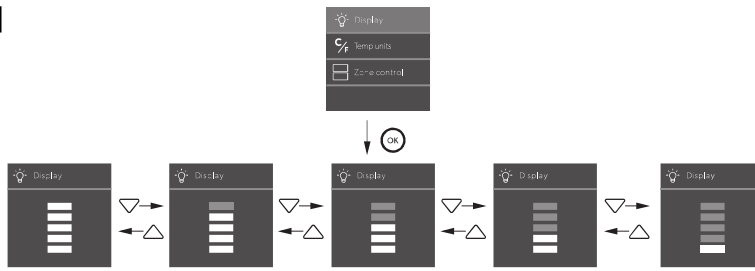 Display
C/F Temp units
Zone control
OK
Display
Display
Display
Display
Display